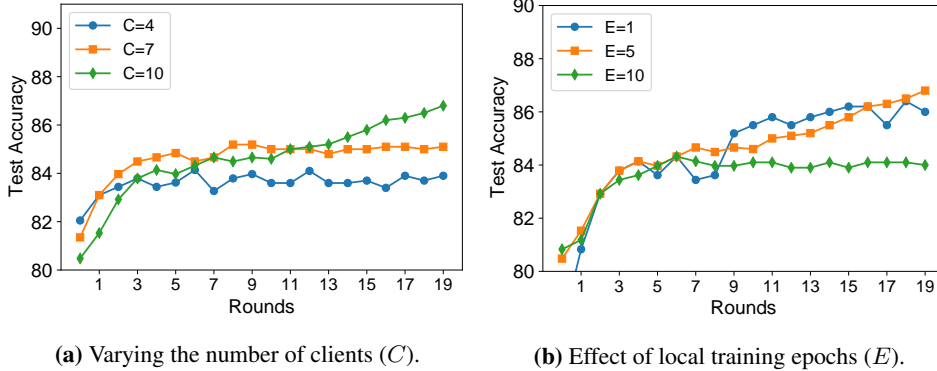 90
88
86
84
82
80
Test Accuracy
C=4
C=7
C=10
1 3 5 7 9 11 13 15 17 19
Rounds
(a) Varying the number of clients (C).
90
88
86
84
82
80
Test Accuracy
E=1
E=5
E=10
1 3 5 7 9 11 13 15 17 19
Rounds
(b) Effect of local training epochs (E).